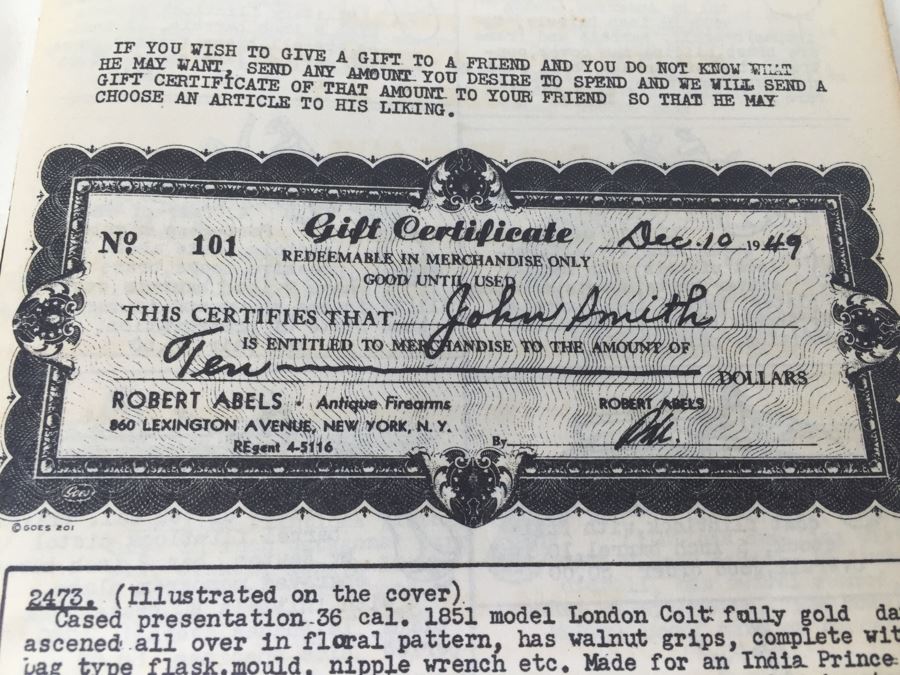 IF YOU WISH TO GIVE A GIFT TO A FRIEND AND YOU DO NOT KNOW WHAT
HE MAY WANT, SEND ANY AMOUNT YOU DESIRE TO SPEND AND WE WILL SEND A
GIFT CERTIFICATE OF THAT AMOUNT TO YOUR FRIEND SO THAT HE MAY
CHOOSE AN ARTICLE TO HIS LIKING.
Gift Certificate
Nº 101
Dec. 10 1949
REDEEMABLE IN MERCHANDISE ONLY
GOOD UNTIL USED
THIS CERTIFIES THAT John Smith
IS ENTITLED TO MERCHANDISE TO THE AMOUNT OF
Ten DOLLARS
ROBERT ABELS - Antique Firearms
860 LEXINGTON AVENUE, NEW YORK, N. Y.
REgent 4-5116
ROBERT ABELS
By
GOES
© GOES 201
2473. (Illustrated on the cover)
Cased presentation 36 cal. 1851 model London Colt fully gold da
ascened all over in floral pattern, has walnut grips, complete wit
bag type flask, mould, nipple wrench etc. Made for an India Prince